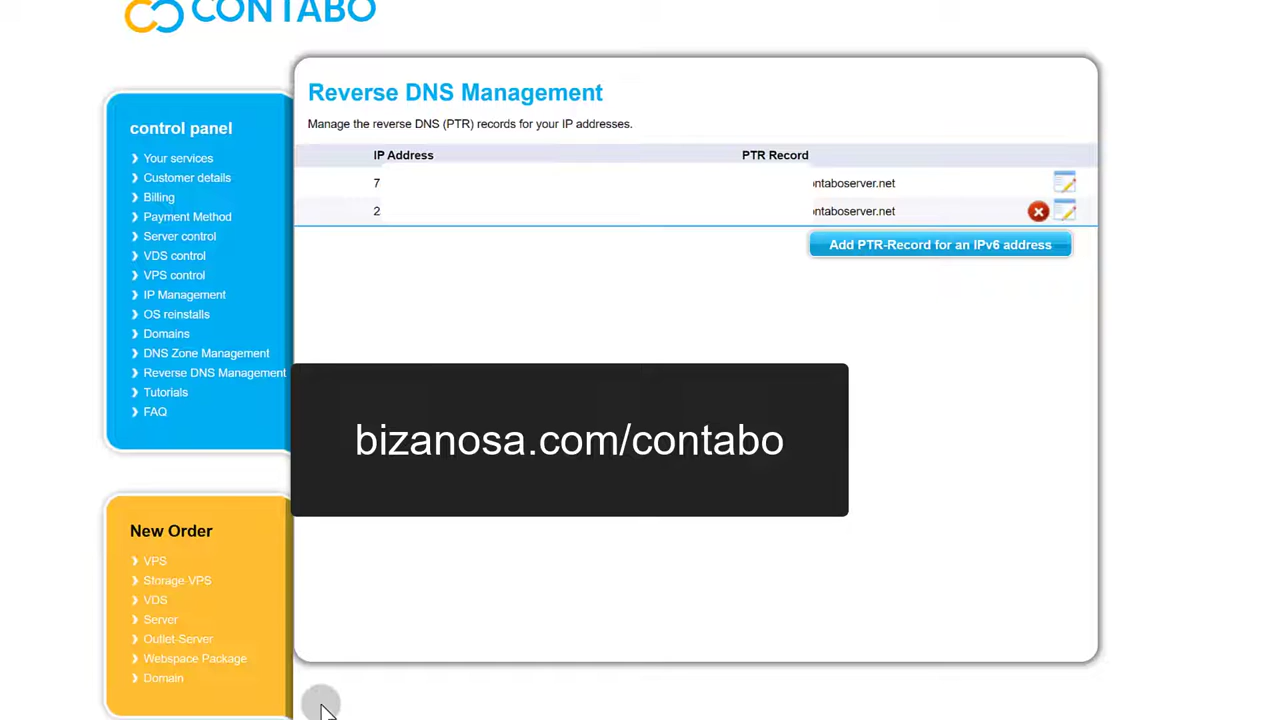 CONTABO
Reverse DNS Management
Manage the reverse DNS (PTR) records for your IP addresses.
IP Address PTR Record
7 ontaboserver.net
2 ontaboserver.net
Add PTR-Record for an IPv6 address
control panel
Your services
Customer details
Billing
Payment Method
Server control
VDS control
VPS control
IP Management
OS reinstalls
Domains
DNS Zone Management
Reverse DNS Management
Tutorials
FAQ
bizanosa.com/contabo
New Order
VPS
Storage-VPS
VDS
Server
Outlet-Server
Webspace Package
Domain